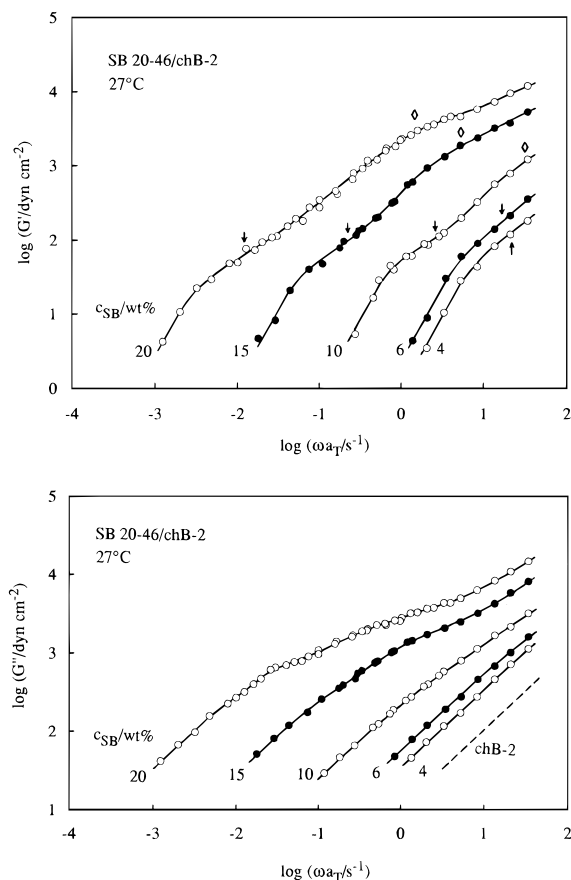 5
SB 20-46/chB-2
27°C
4
3
log (G'/dyn cm⁻²)
2
1
c_SB/wt%
20
15
10
6
4
0
-4 -3 -2 -1 0 1 2
log (ωa_T/s⁻¹)
5
SB 20-46/chB-2
27°C
4
log (G"/dyn cm⁻²)
3
2
c_SB/wt%
20
15
10
6
4
chB-2
1
-4 -3 -2 -1 0 1 2
log (ωa_T/s⁻¹)